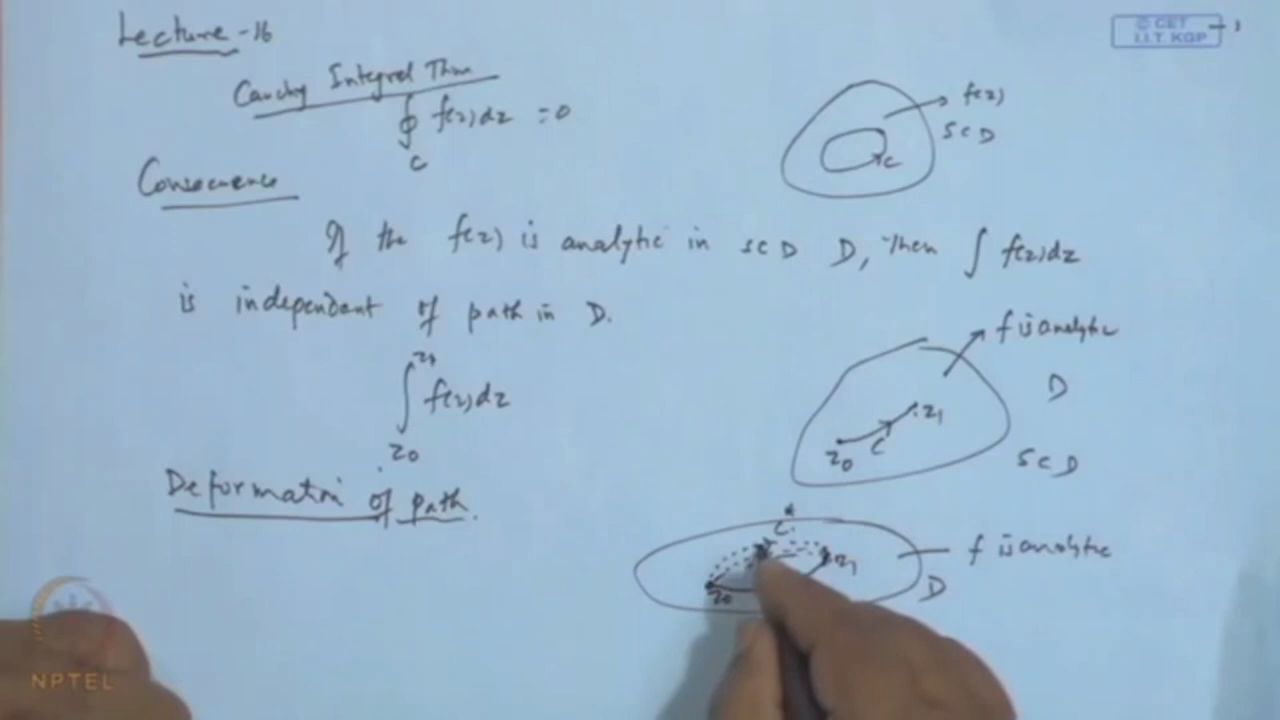 Lecture-16
© CET
I.I.T. KGP
Cauchy Integral Thm
∮ f(z)dz = 0
C
f(z)
SCD
C
Consequence
If the f(z) is analytic in SCD D, then ∫ f(z)dz
is independent of path in D.
z1
∫ f(z)dz
z0
f is analytic
D
z1
z0
C
SCD
Deformation of path.
C*
f is analytic
z1
z0
D
NPTEL